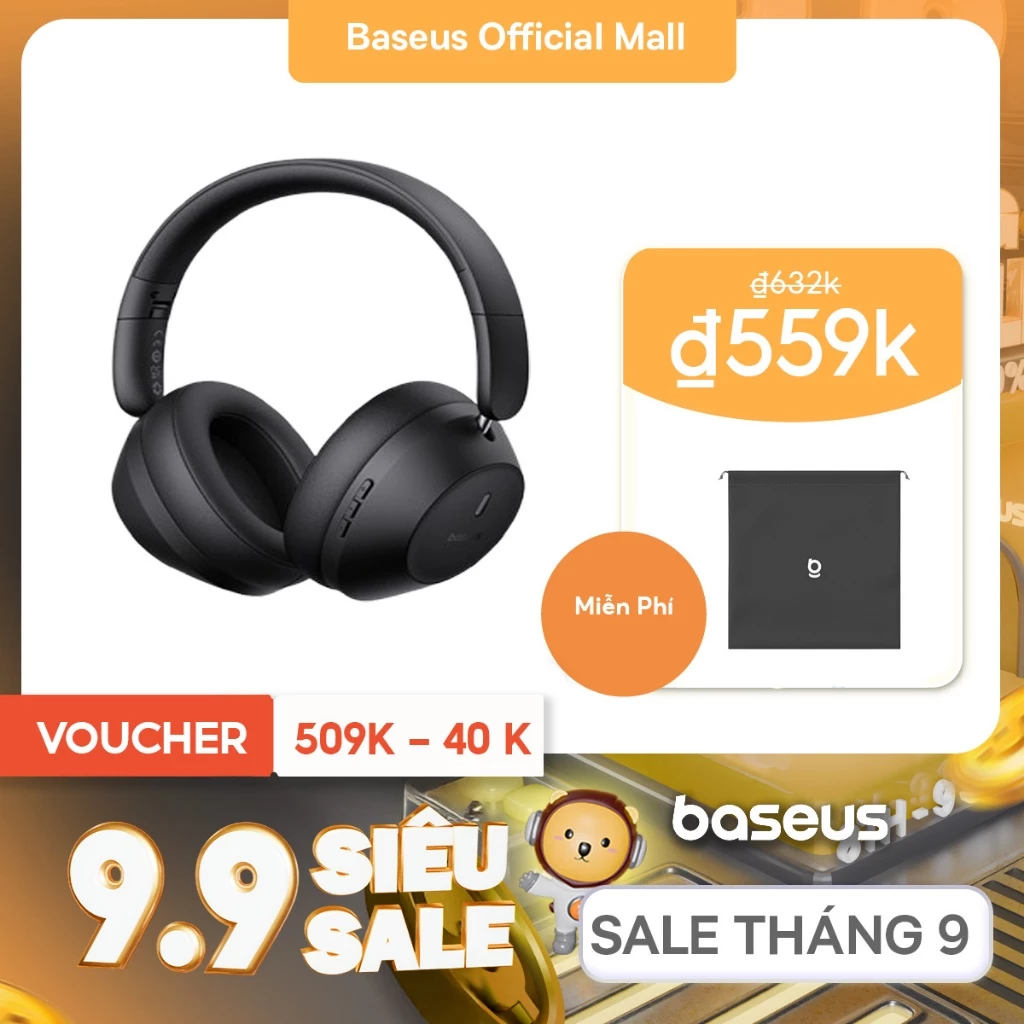 Baseus Official Mall
₫632k
₫559k
Miễn Phí
VOUCHER
509K - 40 K
baseus
9.9
SIÊU
SALE
SALE THÁNG 9